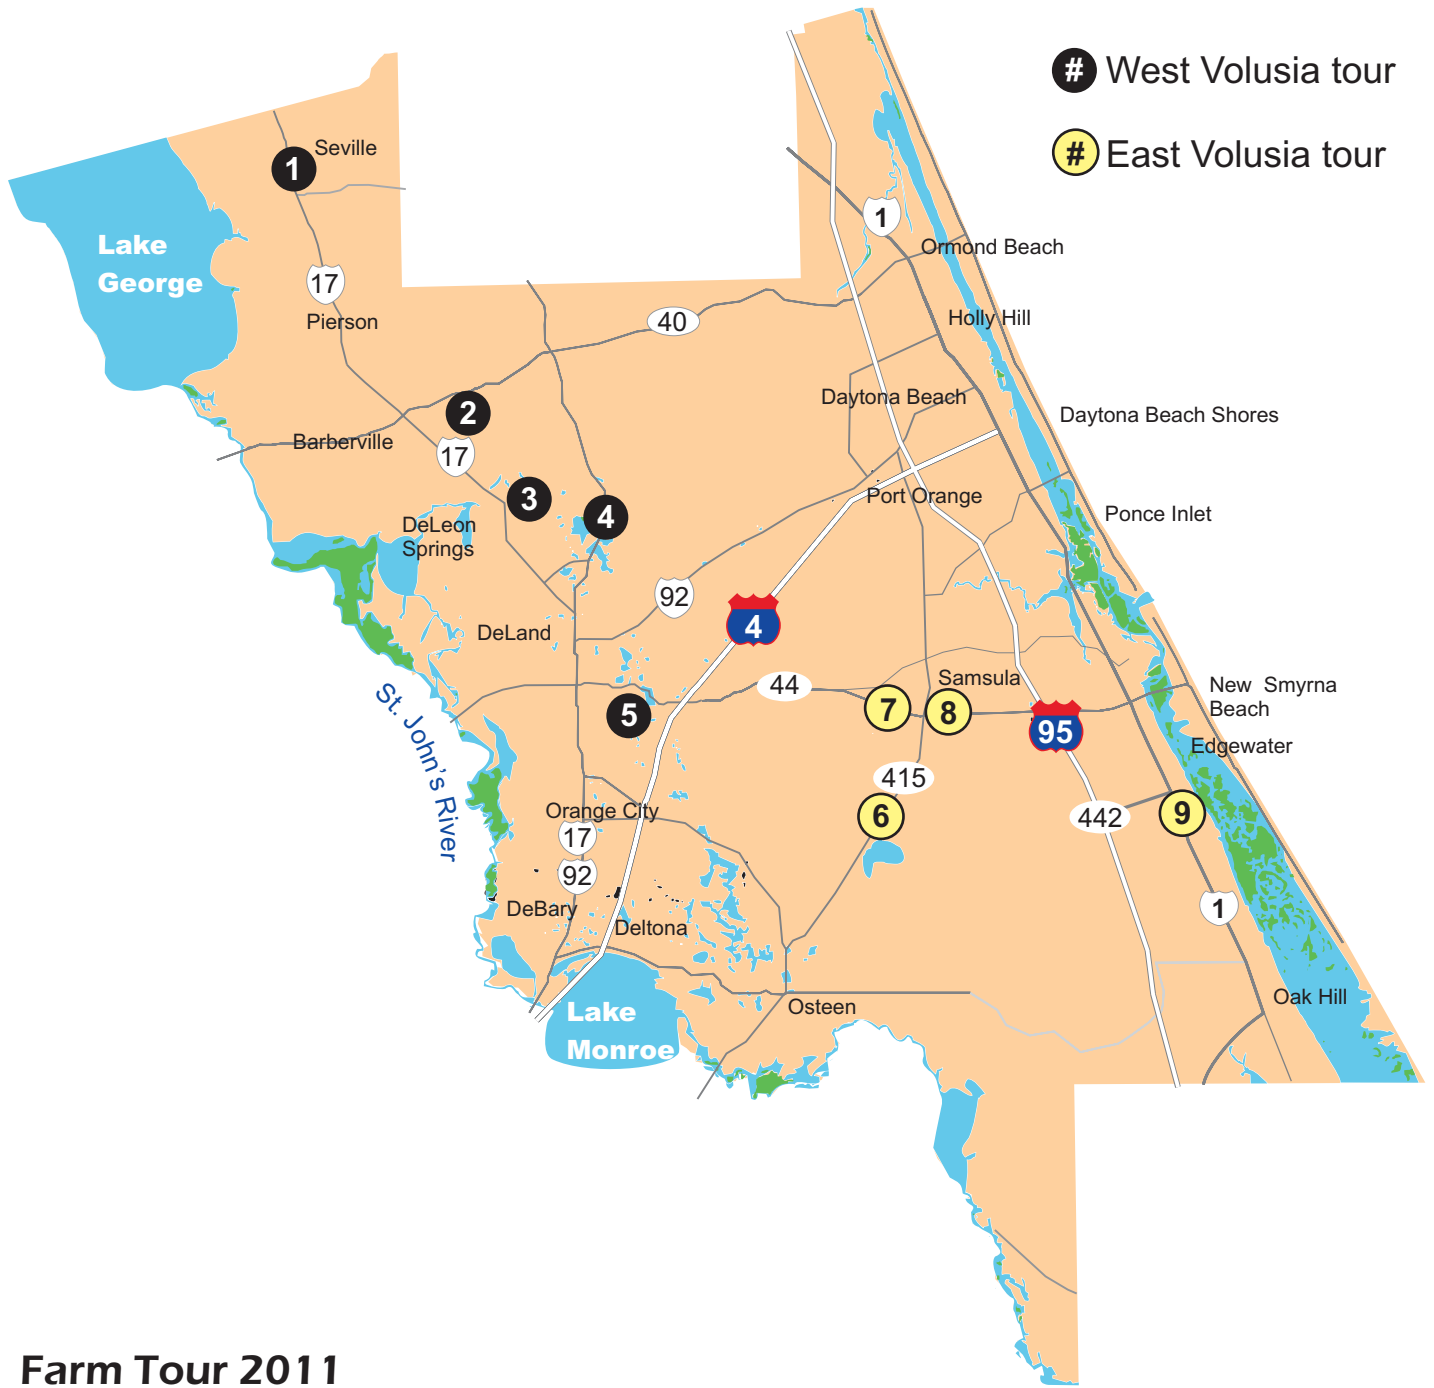 # West Volusia tour
# East Volusia tour
1
Seville
Lake
George
17
Pierson
1
Ormond Beach
Holly Hill
40
2
Barberville
17
Daytona Beach
Daytona Beach Shores
3
4
Port Orange
Ponce Inlet
DeLeon
Springs
92
4
DeLand
St. John's River
44
5
7
8
Samsula
95
New Smyrna
Beach
Edgewater
415
6
442
9
Orange City
17
92
1
DeBary
Deltona
Lake
Monroe
Osteen
Oak Hill
Farm Tour 2011